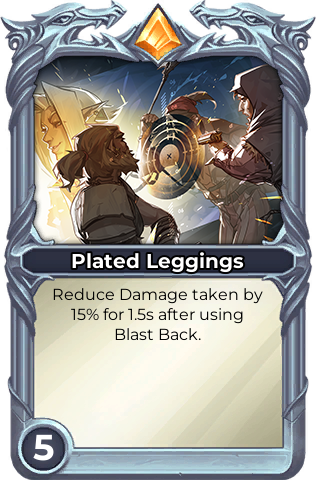 Plated Leggings
Reduce Damage taken by
15% for 1.5s after using
Blast Back.
5